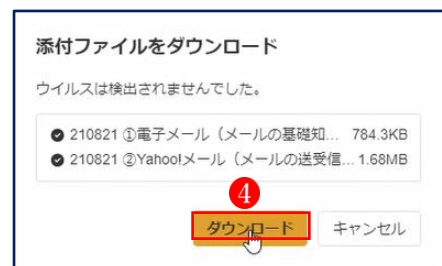 添付ファイルをダウンロード
ウイルスは検出されませんでした。
210821 ①電子メール（メールの基礎知... 784.3KB
210821 ②Yahoo!メール（メールの送受信... 1.68MB
4
ダウンロード キャンセル